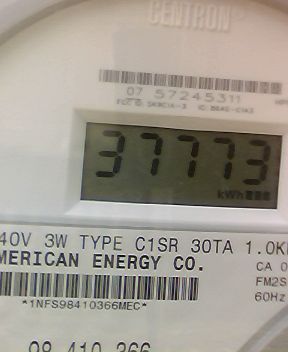 CENTRON
07 57245311
37773
kWh
40V 3W TYPE C1SR 30TA 1.0K
MERICAN ENERGY CO.
CA 0
FM2S
60Hz
*1NFS98410366MEC*
98 410 366